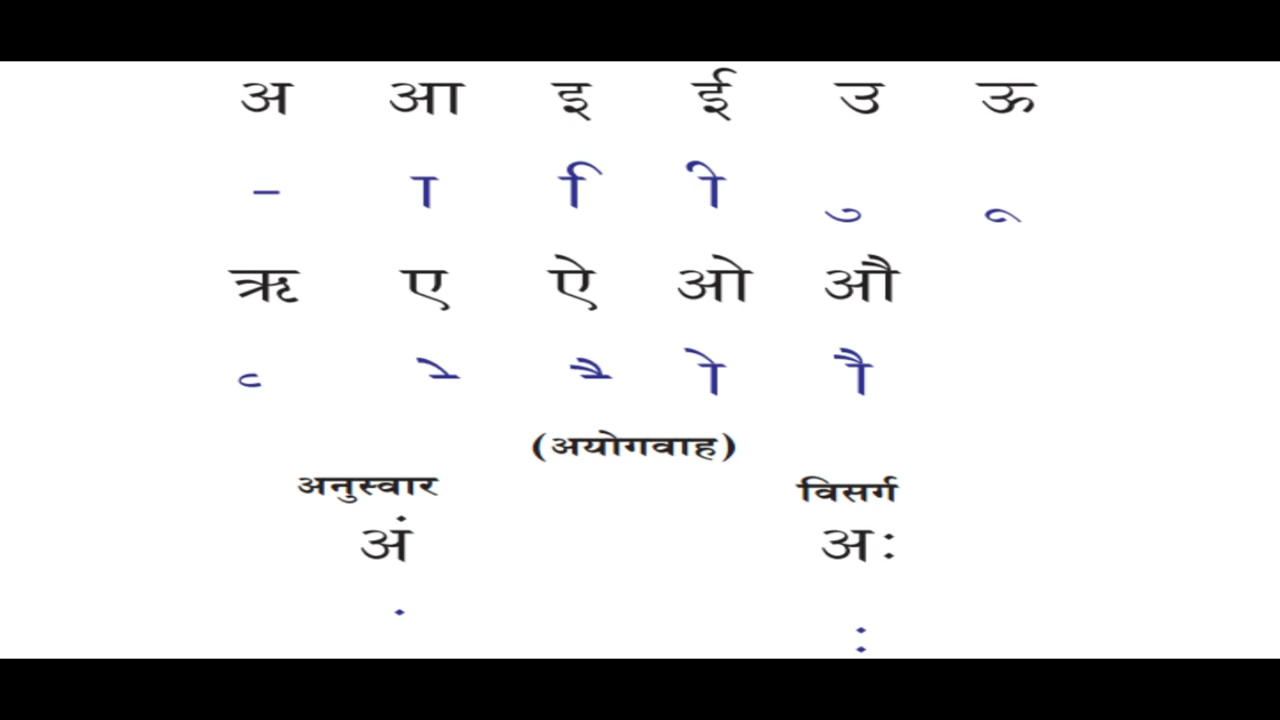 अ आ इ ई उ ऊ
– ा ि ी ु ू
ऋ ए ऐ ओ औ
ृ े ै ो ौ
(अयोगवाह)
अनुस्वार विसर्ग
अं अः
ं ः